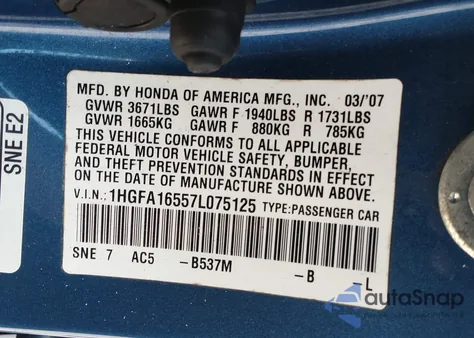 MFD. BY HONDA OF AMERICA MFG., INC. 03/'07
GVWR 3671LBS GAWR F 1940LBS R 1731LBS
GVWR 1665KG GAWR F 880KG R 785KG
THIS VEHICLE CONFORMS TO ALL APPLICABLE
FEDERAL MOTOR VEHICLE SAFETY, BUMPER,
AND THEFT PREVENTION STANDARDS IN EFFECT
ON THE DATE OF MANUFACTURE SHOWN ABOVE.
V.I.N.: 1HGFA16557L075125 TYPE:PASSENGER CAR
SNE 7 AC5 -B537M -B -L
SNE E2
autoSnap